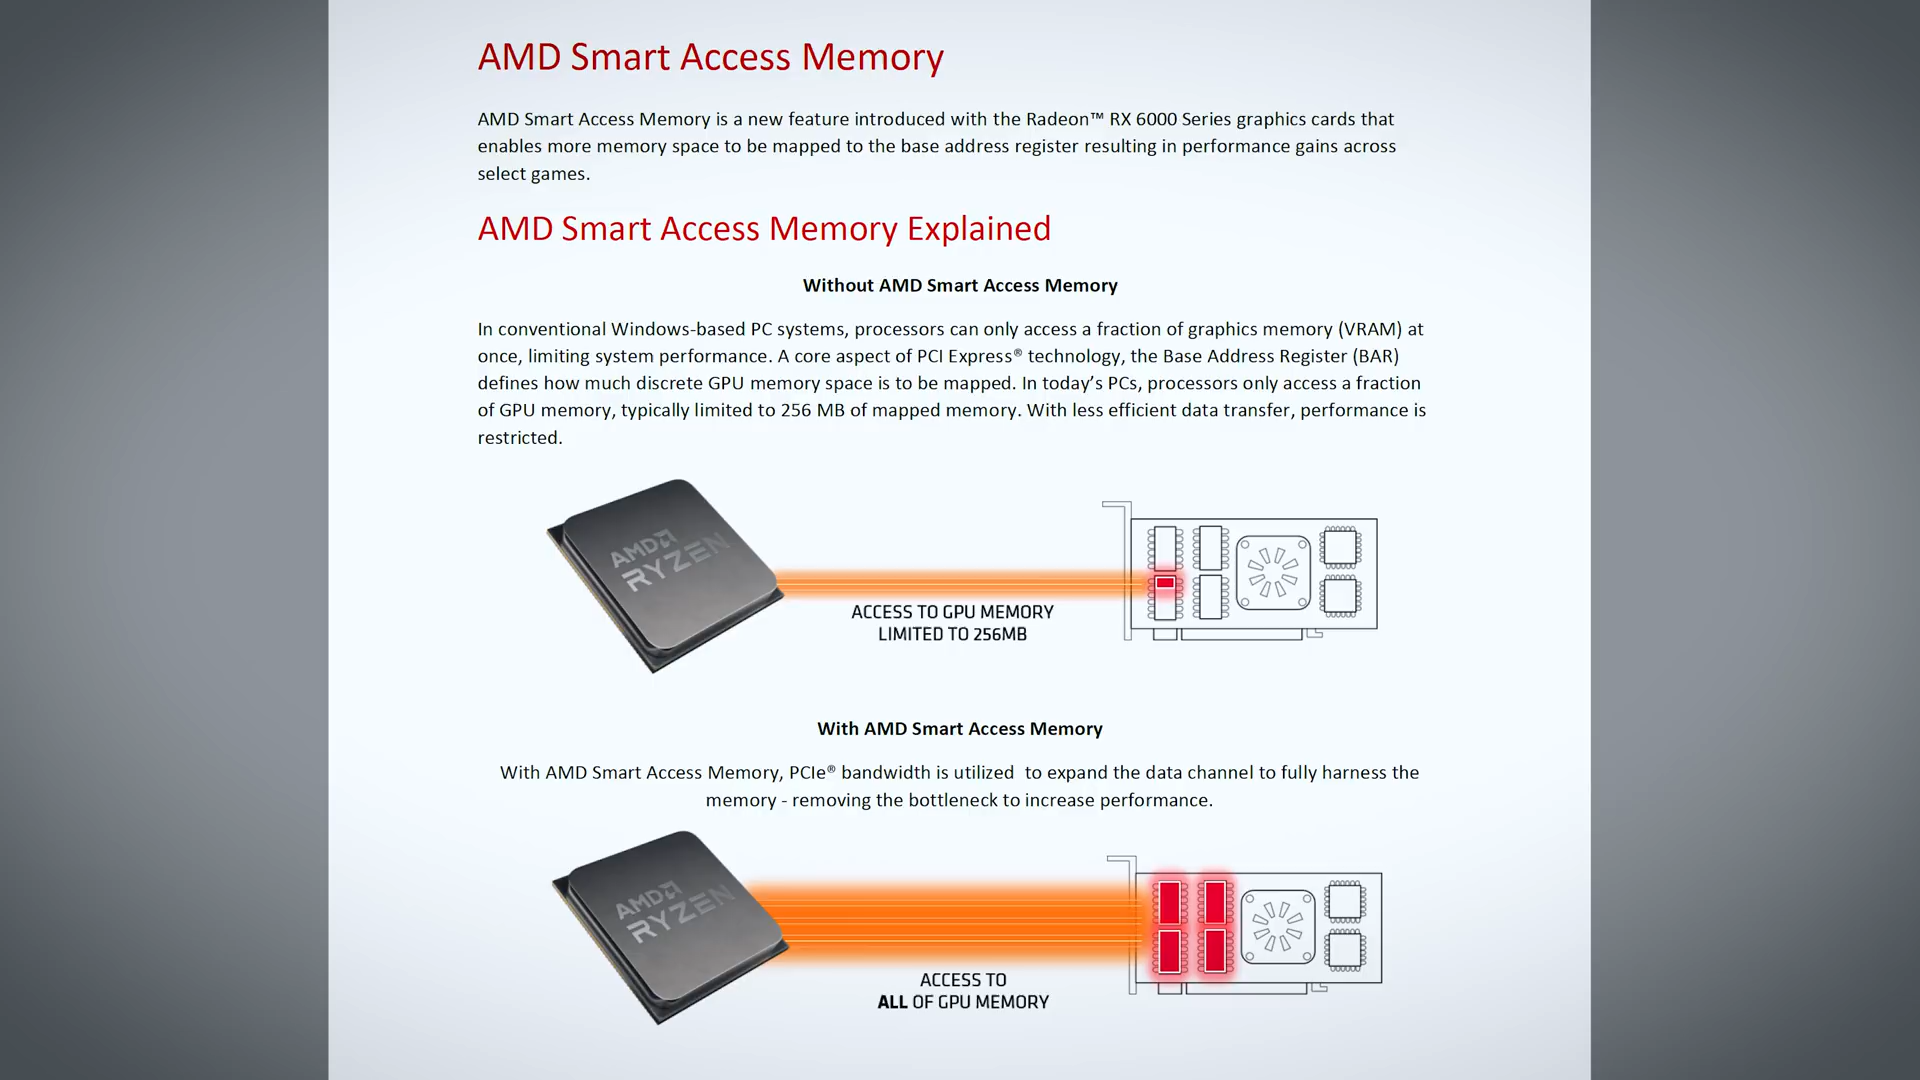 AMD Smart Access Memory
AMD Smart Access Memory is a new feature introduced with the Radeon™ RX 6000 Series graphics cards that
enables more memory space to be mapped to the base address register resulting in performance gains across
select games.
AMD Smart Access Memory Explained
Without AMD Smart Access Memory
In conventional Windows-based PC systems, processors can only access a fraction of graphics memory (VRAM) at
once, limiting system performance. A core aspect of PCI Express® technology, the Base Address Register (BAR)
defines how much discrete GPU memory space is to be mapped. In today’s PCs, processors only access a fraction
of GPU memory, typically limited to 256 MB of mapped memory. With less efficient data transfer, performance is
restricted.
AMD
RYZEN
ACCESS TO GPU MEMORY
LIMITED TO 256MB
With AMD Smart Access Memory
With AMD Smart Access Memory, PCIe® bandwidth is utilized  to expand the data channel to fully harness the
memory - removing the bottleneck to increase performance.
AMD
RYZEN
ACCESS TO
ALL OF GPU MEMORY